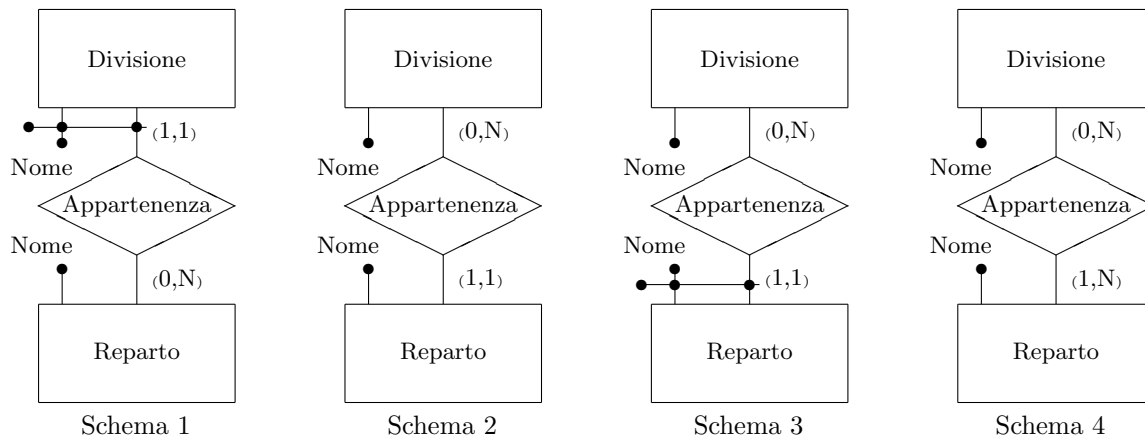 Divisione Divisione Divisione Divisione
(1,1) (0,N) (0,N) (0,N)
Nome Nome Nome Nome
Appartenenza Appartenenza Appartenenza Appartenenza
Nome Nome Nome Nome
(0,N) (1,1) (1,1) (1,N)
Reparto Reparto Reparto Reparto
Schema 1 Schema 2 Schema 3 Schema 4